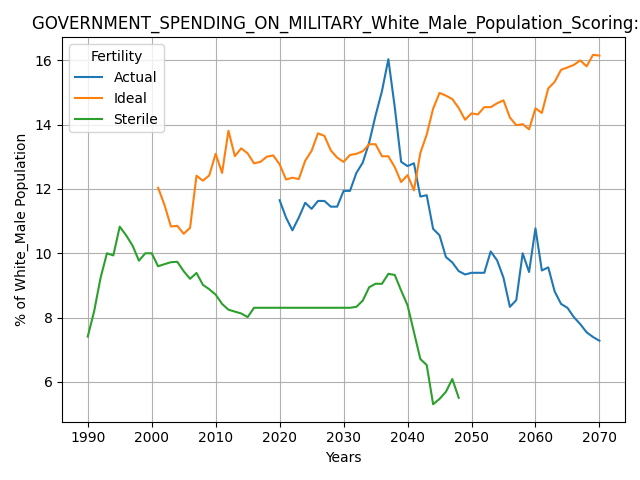 GOVERNMENT_SPENDING_ON_MILITARY_White_Male_Population_Scoring:
Fertility
Actual
Ideal
Sterile
% of White_Male Population
16
14
12
10
8
6
1990 2000 2010 2020 2030 2040 2050 2060 2070
Years